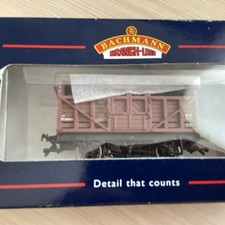 BACHMANN
BRANCH-LINE
Detail that counts